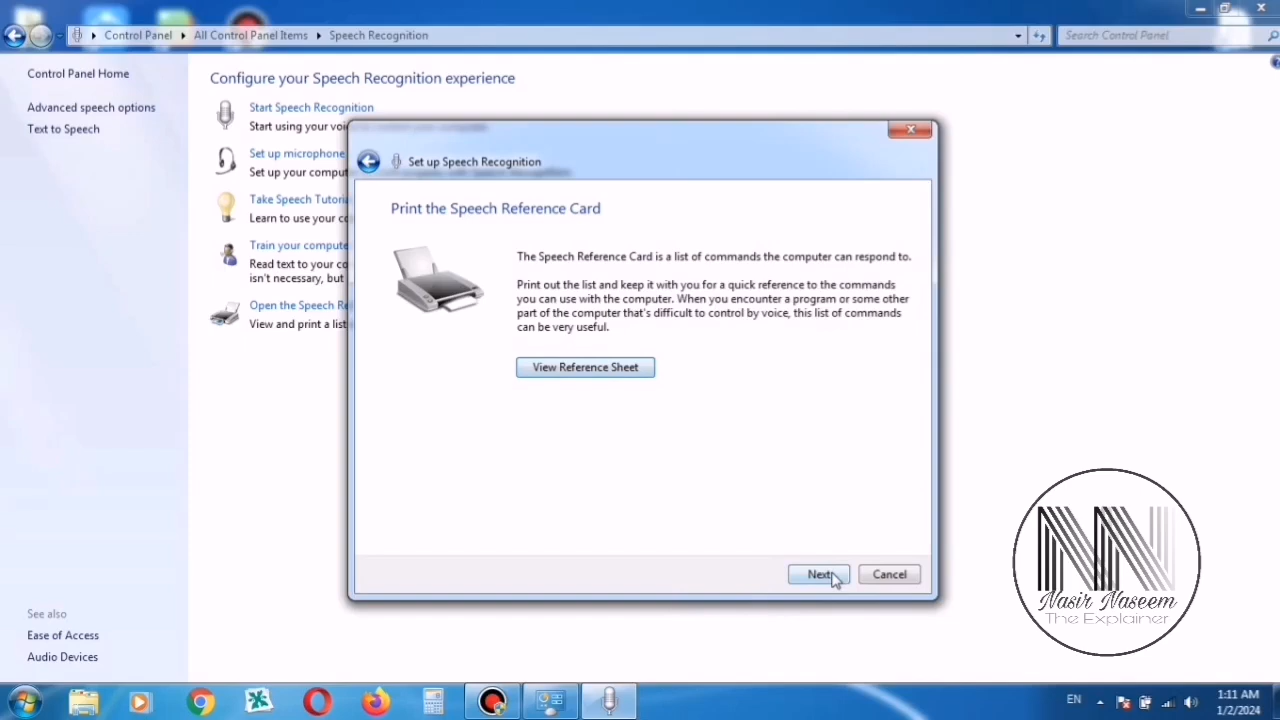 Control Panel ▸ All Control Panel Items ▸ Speech Recognition
Search Control Panel
Control Panel Home
Advanced speech options
Text to Speech
Configure your Speech Recognition experience
Start Speech Recognition
Start using your voi
Set up microphone
Set up your comput
Take Speech Tutoria
Learn to use your co
Train your compute
Read text to your co
isn't necessary, but
Open the Speech Re
View and print a list
Set up Speech Recognition
Print the Speech Reference Card
The Speech Reference Card is a list of commands the computer can respond to.
Print out the list and keep it with you for a quick reference to the commands
you can use with the computer. When you encounter a program or some other
part of the computer that's difficult to control by voice, this list of commands
can be very useful.
View Reference Sheet
Next
Cancel
See also
Ease of Access
Audio Devices
NN
Nasir Naseem
The Explainer
EN
1:11 AM
1/2/2024